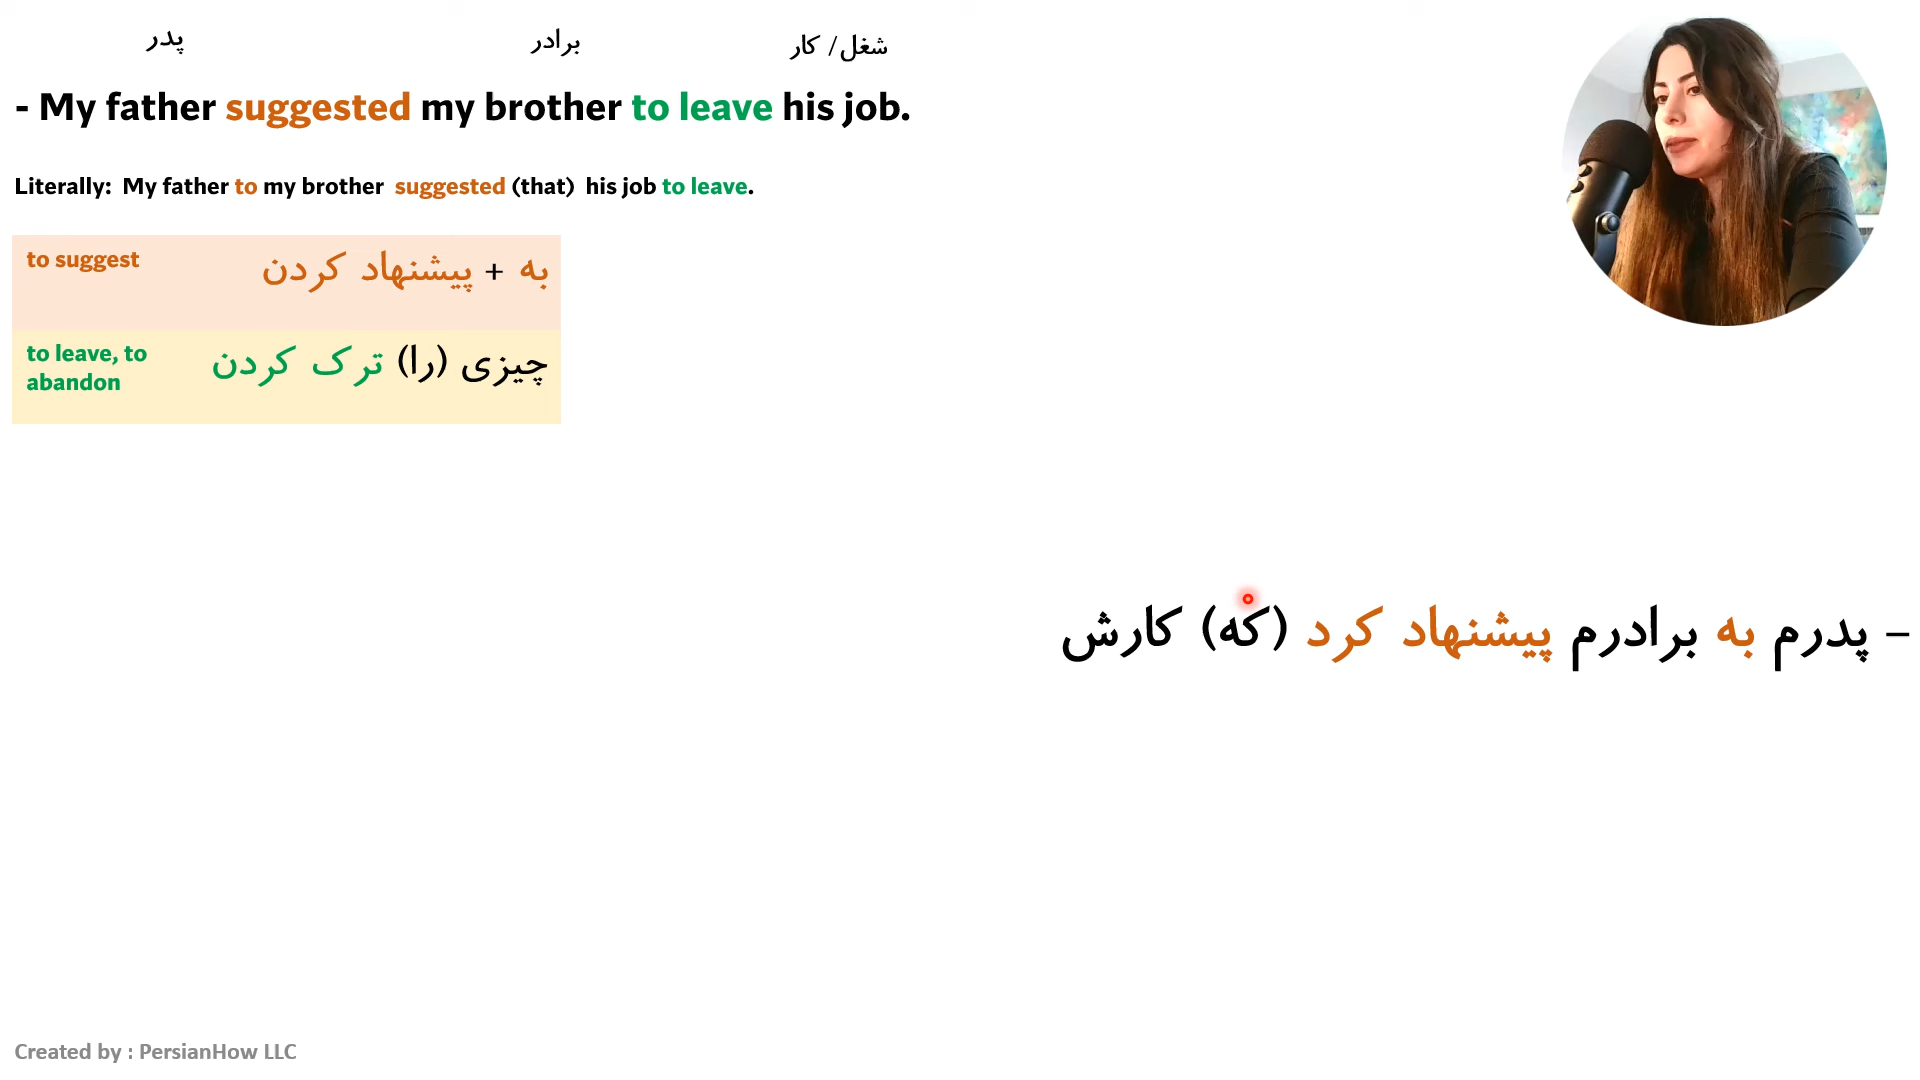 پدر
برادر
شغل/ کار
- My father suggested my brother to leave his job.
Literally: My father to my brother suggested (that) his job to leave.
to suggest
به + پیشنهاد کردن
to leave, to
abandon
چیزی (را) ترک کردن
– پدرم به برادرم پیشنهاد کرد (که) کارش
Created by : PersianHow LLC